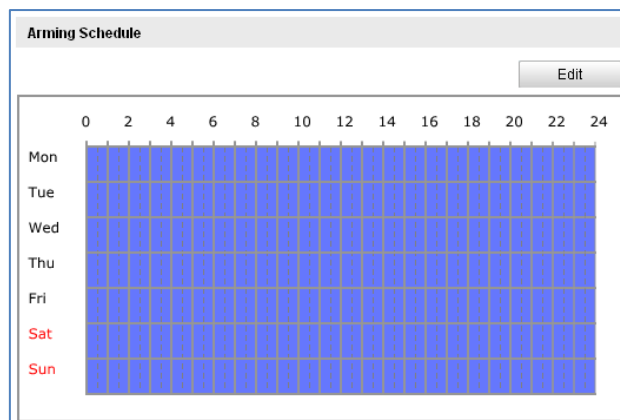 Arming Schedule
Edit
0 2 4 6 8 10 12 14 16 18 20 22 24
Mon
Tue
Wed
Thu
Fri
Sat
Sun